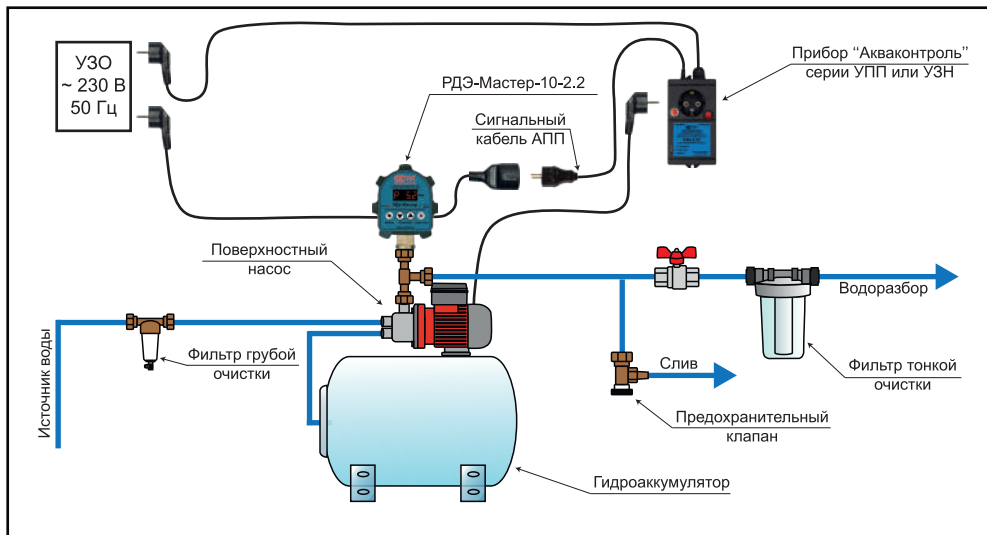 УЗО
~ 230 В
50 Гц
РДЭ-Мастер-10-2.2
Прибор “Акваконтроль”
серии УПП или УЗН
Сигнальный
кабель АПП
Поверхностный
насос
Водоразбор
Фильтр грубой
очистки
Источник воды
Слив
Фильтр тонкой
очистки
Предохранительный
клапан
Гидроаккумулятор